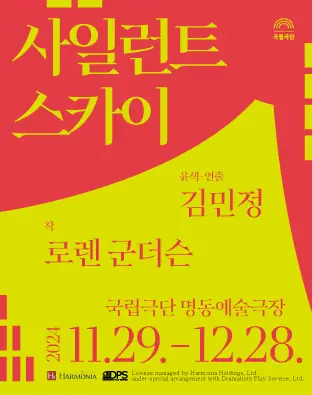 사일런트
스카이
국립극단
윤색·연출
김민정
작
로렌 군더슨
국립극단 명동예술극장
2024
11.29.–12.28.
H HARMONIA
DPS
License managed by Harmonia Holdings, Ltd.
under special arrangement with Dramatists Play Service, Ltd.